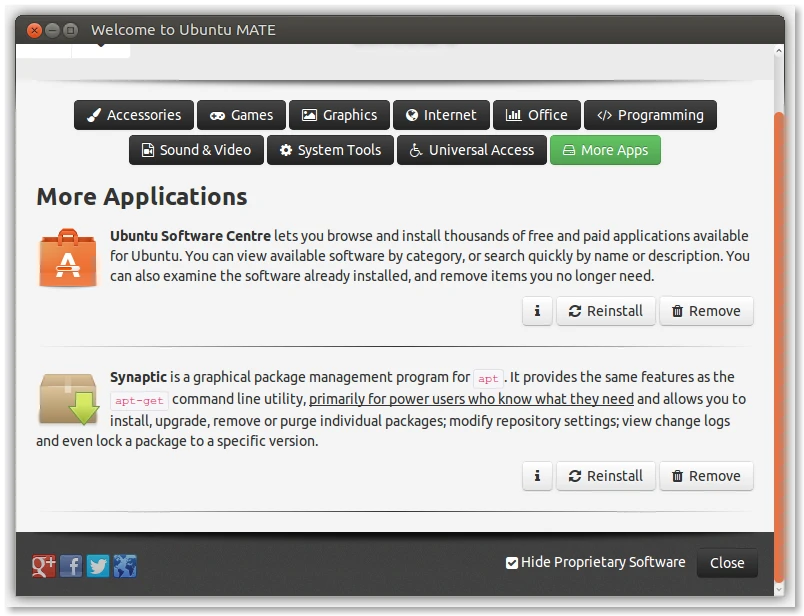 Welcome to Ubuntu MATE
Accessories Games Graphics Internet Office </> Programming
Sound & Video System Tools Universal Access More Apps
More Applications
Ubuntu Software Centre lets you browse and install thousands of free and paid applications available
for Ubuntu. You can view available software by category, or search quickly by name or description. You
can also examine the software already installed, and remove items you no longer need.
i Reinstall Remove
Synaptic is a graphical package management program for apt. It provides the same features as the
apt-get command line utility, primarily for power users who know what they need and allows you to
install, upgrade, remove or purge individual packages; modify repository settings; view change logs
and even lock a package to a specific version.
i Reinstall Remove
g+ f Hide Proprietary Software Close